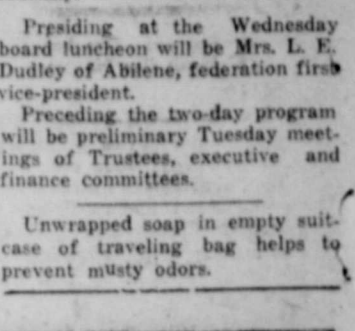 Presiding at the Wednesday
board luncheon will be Mrs. L. E.
Dudley of Abilene, federation first
vice-president.
Preceding the two-day program
will be preliminary Tuesday meet-
ings of Trustees, executive and
finance committees.
Unwrapped soap in empty suit-
case of traveling bag helps to
prevent musty odors.